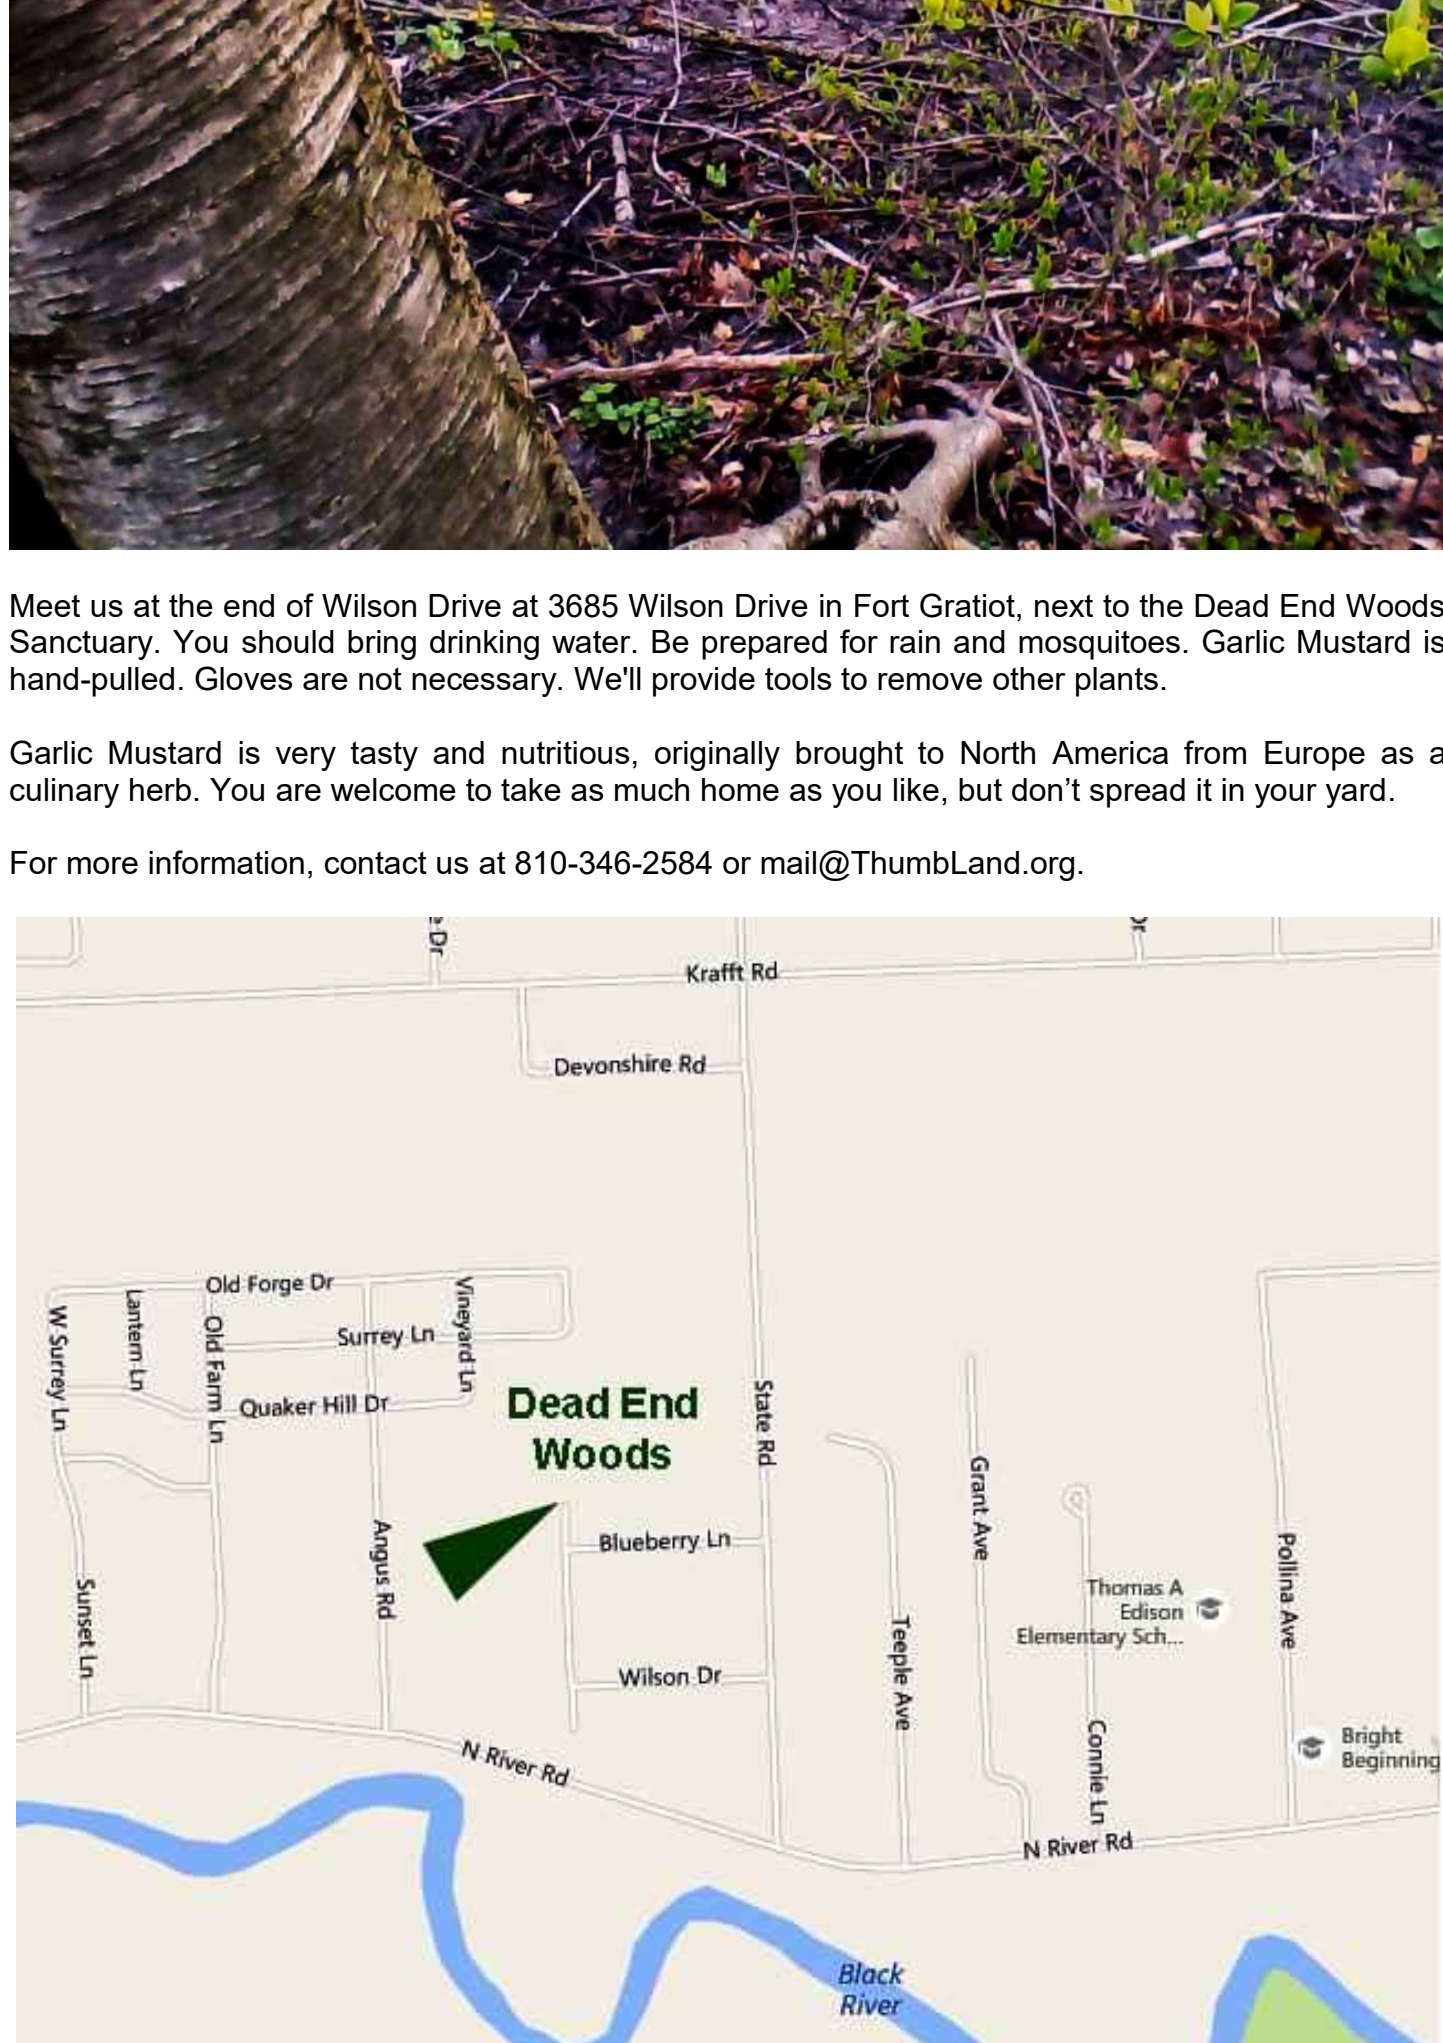 Meet us at the end of Wilson Drive at 3685 Wilson Drive in Fort Gratiot, next to the Dead End Woods
Sanctuary. You should bring drinking water. Be prepared for rain and mosquitoes. Garlic Mustard is
hand-pulled. Gloves are not necessary. We'll provide tools to remove other plants.
Garlic Mustard is very tasty and nutritious, originally brought to North America from Europe as a
culinary herb. You are welcome to take as much home as you like, but don’t spread it in your yard.
For more information, contact us at 810-346-2584 or mail@ThumbLand.org.
Dr
Dr
Krafft Rd
Devonshire Rd
Old Forge Dr
W Surrey Ln
Lantern Ln
Old Farm Ln
Surrey Ln
Vineyard Ln
Quaker Hill Dr
Dead End
Woods
State Rd
Grant Ave
Angus Rd
Blueberry Ln
Sunset Ln
Thomas A
Edison
Elementary Sch...
Pollina Ave
Teeple Ave
Wilson Dr
Connie Ln
N River Rd
Bright
Beginning
N River Rd
Black
River